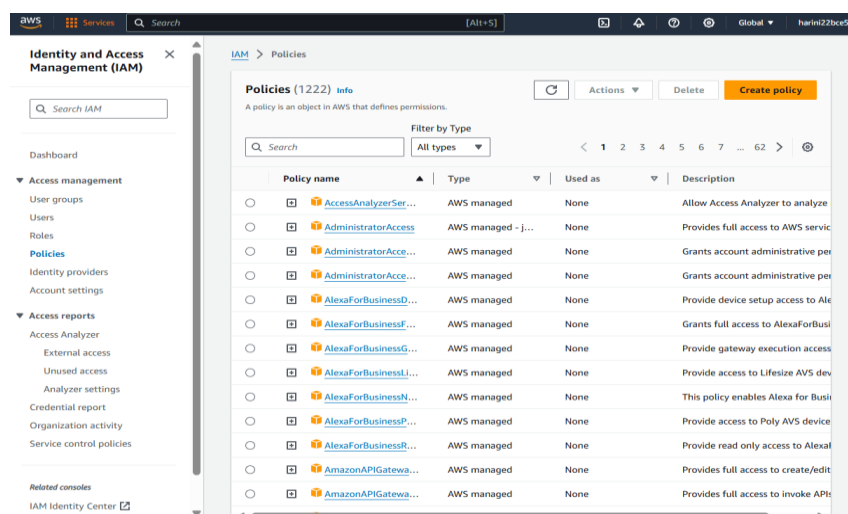 aws
Services
Search
[Alt+S]
Global
harini22bce5
Identity and Access
Management (IAM)
Search IAM
Dashboard
Access management
User groups
Users
Roles
Policies
Identity providers
Account settings
Access reports
Access Analyzer
External access
Unused access
Analyzer settings
Credential report
Organization activity
Service control policies
Related consoles
IAM Identity Center
IAM > Policies
Policies (1222) Info
A policy is an object in AWS that defines permissions.
Actions
Delete
Create policy
Filter by Type
Search
All types
1 2 3 4 5 6 7 ... 62
Policy name Type Used as Description
AccessAnalyzerSer... AWS managed None Allow Access Analyzer to analyze
AdministratorAccess AWS managed - j... None Provides full access to AWS servic
AdministratorAcce... AWS managed None Grants account administrative per
AdministratorAcce... AWS managed None Grants account administrative per
AlexaForBusinessD... AWS managed None Provide device setup access to Ale
AlexaForBusinessF... AWS managed None Grants full access to AlexaForBusi
AlexaForBusinessG... AWS managed None Provide gateway execution access
AlexaForBusinessLi... AWS managed None Provide access to Lifesize AVS dev
AlexaForBusinessN... AWS managed None This policy enables Alexa for Busi
AlexaForBusinessP... AWS managed None Provide access to Poly AVS device
AlexaForBusinessR... AWS managed None Provide read only access to Alexa
AmazonAPIGatewa... AWS managed None Provides full access to create/edit
AmazonAPIGatewa... AWS managed None Provides full access to invoke APIs